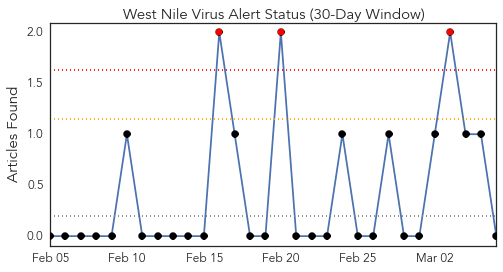 West Nile Virus Alert Status (30-Day Window)
Articles Found
2.0
1.5
1.0
0.5
0.0
Feb 05 Feb 10 Feb 15 Feb 20 Feb 25 Mar 02